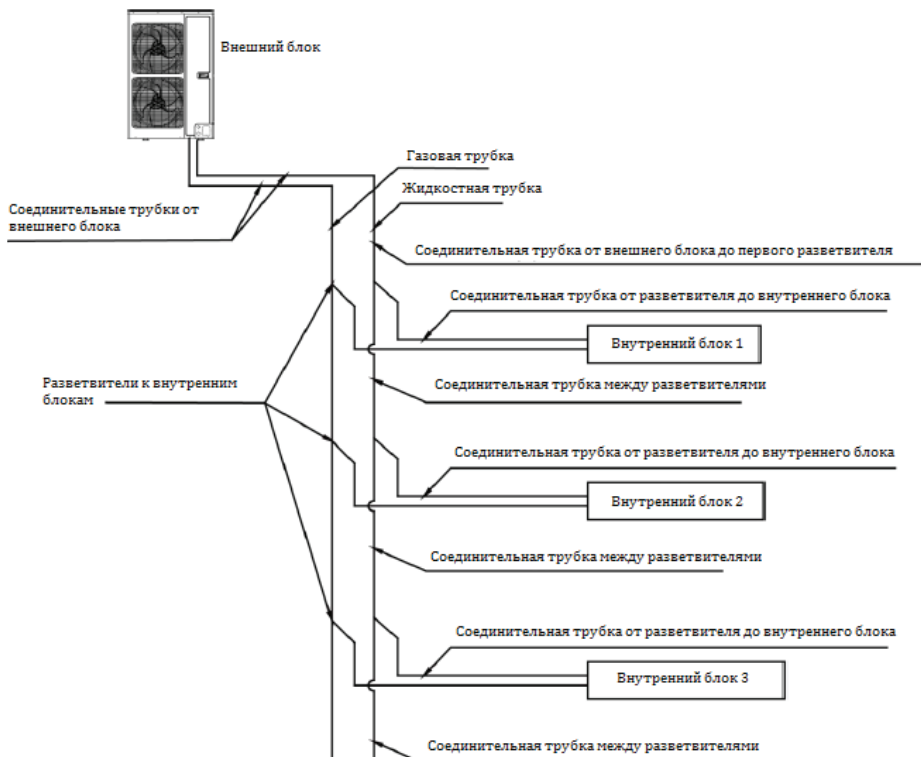 Внешний блок
Газовая трубка
Жидкостная трубка
Соединительные трубки от
внешнего блока
Соединительная трубка от внешнего блока до первого разветвителя
Соединительная трубка от разветвителя до внутреннего блока
Внутренний блок 1
Разветвители к внутренним
блокам
Соединительная трубка между разветвителями
Соединительная трубка от разветвителя до внутреннего блока
Внутренний блок 2
Соединительная трубка между разветвителями
Соединительная трубка от разветвителя до внутреннего блока
Внутренний блок 3
Соединительная трубка между разветвителями